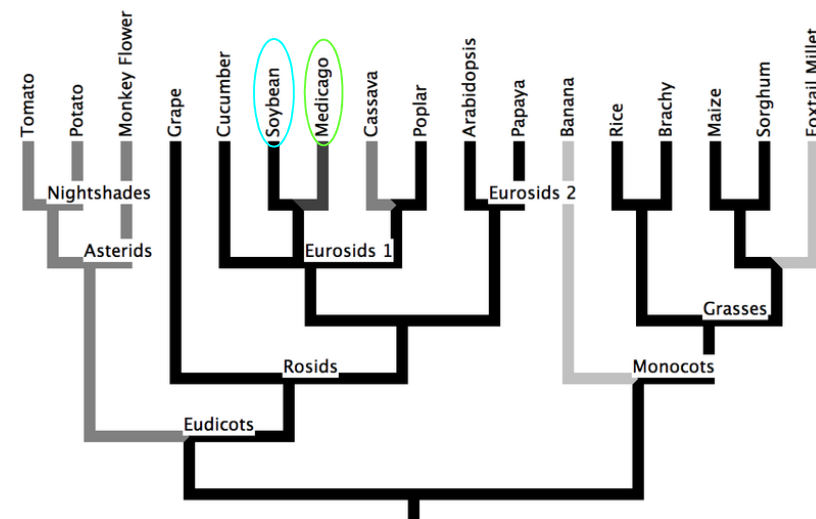 Tomato
Potato
Monkey Flower
Grape
Cucumber
Soybean
Medicago
Cassava
Poplar
Arabidopsis
Papaya
Banana
Rice
Brachy
Maize
Sorghum
Foxtail Millet
Nightshades
Eurosids 2
Asterids
Eurosids 1
Grasses
Rosids
Monocots
Eudicots